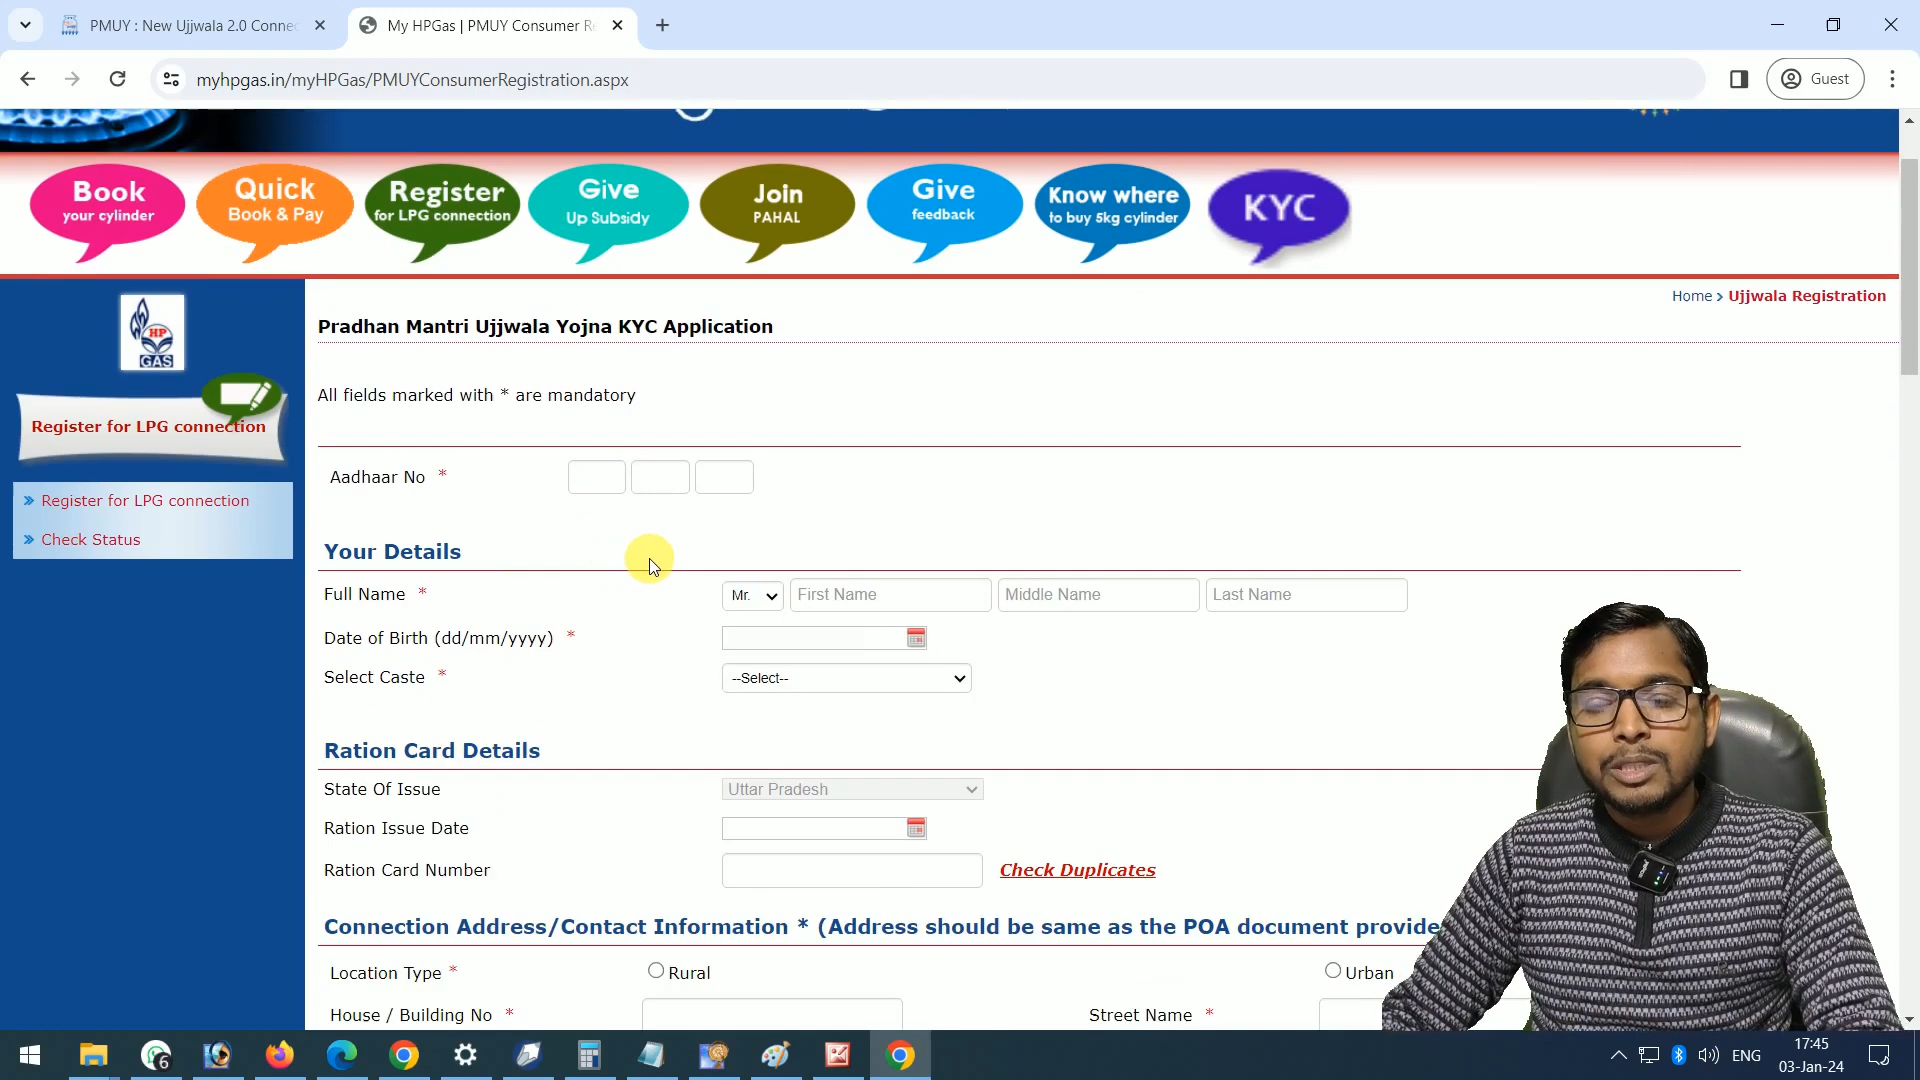 PMUY : New Ujjwala 2.0 Connec
My HPGas | PMUY Consumer Re
myhpgas.in/myHPGas/PMUYConsumerRegistration.aspx
Guest
Book
your cylinder
Quick
Book & Pay
Register
for LPG connection
Give
Up Subsidy
Join
PAHAL
Give
feedback
Know where
to buy 5kg cylinder
KYC
Home > Ujjwala Registration
HP
GAS
Register for LPG connection
» Register for LPG connection
» Check Status
Pradhan Mantri Ujjwala Yojna KYC Application
All fields marked with * are mandatory
Aadhaar No *
Your Details
Full Name * Mr. First Name Middle Name Last Name
Date of Birth (dd/mm/yyyy) *
Select Caste * --Select--
Ration Card Details
State Of Issue Uttar Pradesh
Ration Issue Date
Ration Card Number Check Duplicates
Connection Address/Contact Information * (Address should be same as the POA document provide
Location Type * Rural Urban
House / Building No * Street Name *
6
ENG
17:45
03-Jan-24